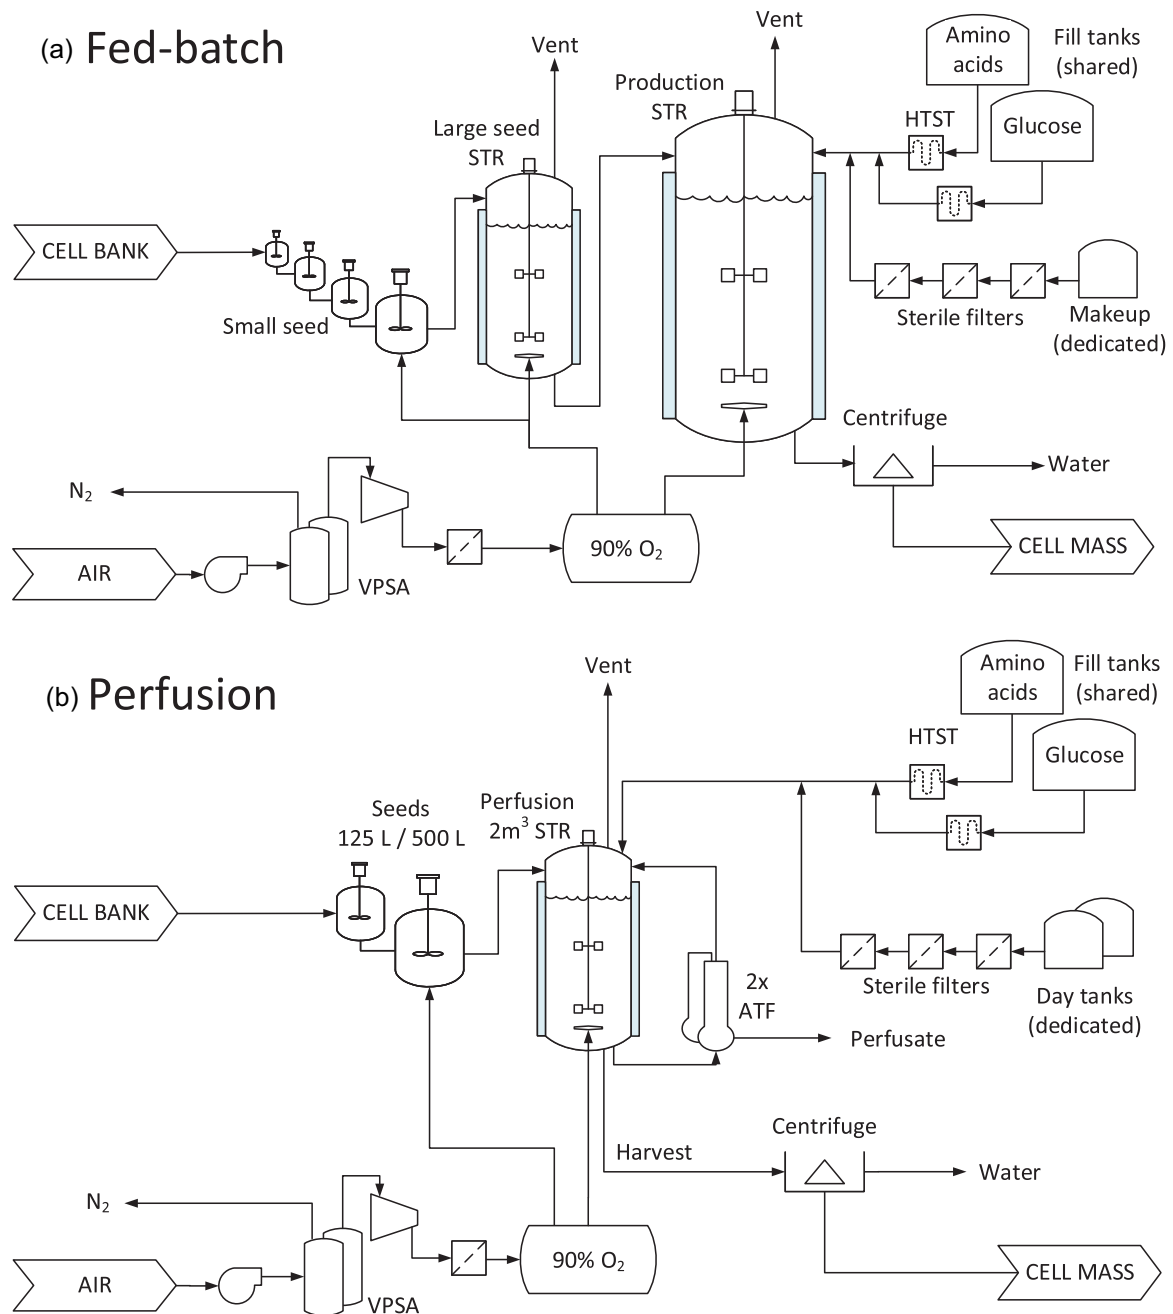 (a) Fed-batch
Vent
Vent
Amino
acids
Fill tanks
(shared)
Production
STR
HTST
Glucose
Large seed
STR
CELL BANK
Small seed
Sterile filters
Makeup
(dedicated)
Centrifuge
Water
N₂
90% O₂
CELL MASS
AIR
VPSA
(b) Perfusion
Vent
Amino
acids
Fill tanks
(shared)
HTST
Glucose
Seeds
125 L / 500 L
Perfusion
2m³ STR
CELL BANK
2x
ATF
Sterile filters
Day tanks
(dedicated)
Perfusate
Centrifuge
Harvest
Water
N₂
90% O₂
CELL MASS
AIR
VPSA